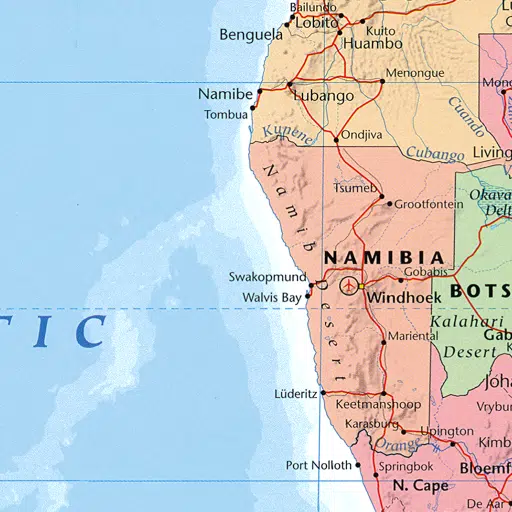 Bailundo
Lobito
Lu
Benguela
Kuito
Huambo
Menongue
Namibe
Lubango
Tombua
Cuando
Kunene
Ondjiva
Cubango
Living
Tsumeb
Okava
Delt
Grootfontein
Namib Desert
NAMIBIA
Swakopmund
Gobabis
Walvis Bay
Windhoek
BOTS
TIC
Kalahari
Gab
Mariental
Desert
Joha
Lüderitz
Keetmanshoop
Vrybur
Karasburg
Upington
Orange
Kimb
Port Nolloth
Springbok
Bloemf
N. Cape
De Aar